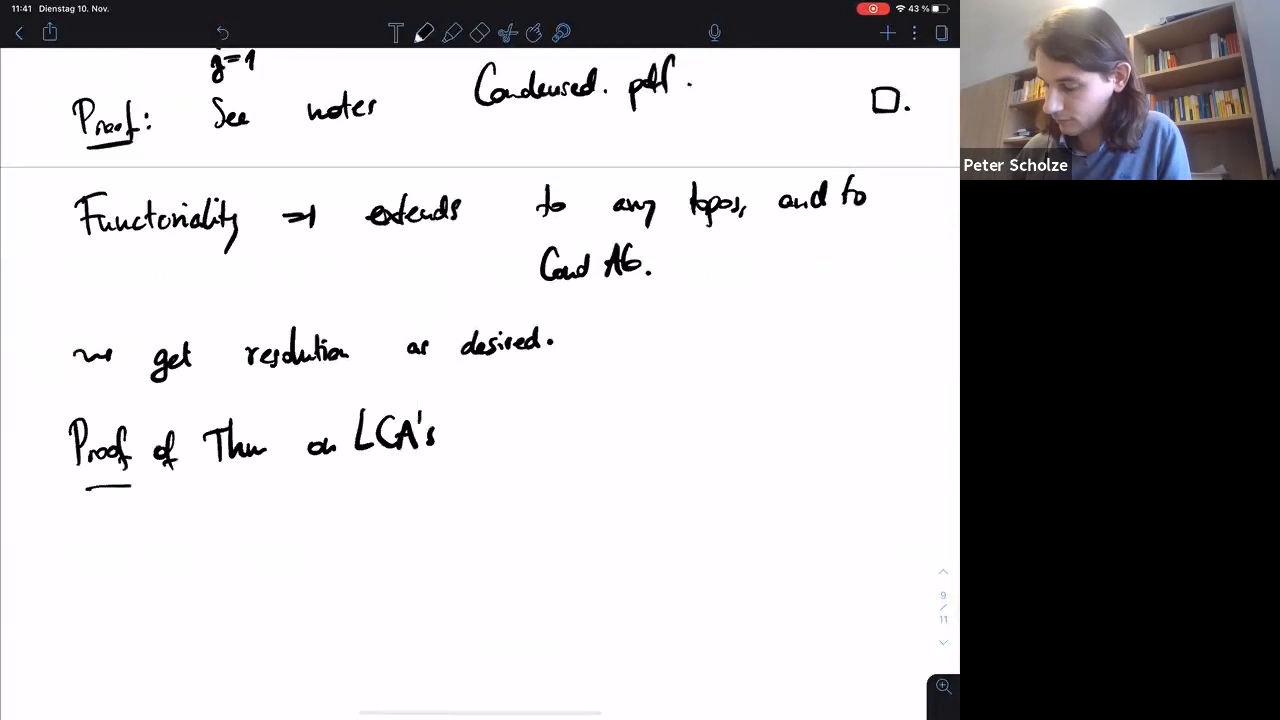 11:41 Dienstag 10. Nov.
43 %
j=1
Proof: See notes Condensed.pdf. □.
Functoriality ⇒ extends to any topos, and to
Cond Ab.
⇝ get resolution as desired.
Proof of Thm on LCA's
9
/
11
Peter Scholze